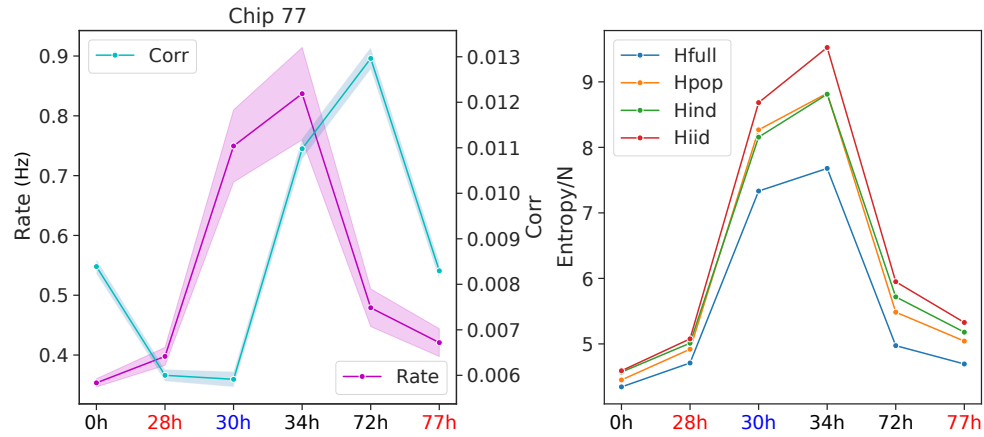 Chip 77
Rate (Hz)
0.9
0.8
0.7
0.6
0.5
0.4
Corr
Rate
0.013
0.012
0.011
0.010
0.009
0.008
0.007
0.006
Corr
0h 28h 30h 34h 72h 77h
Entropy/N
9
8
7
6
5
Hfull
Hpop
Hind
Hiid
0h 28h 30h 34h 72h 77h